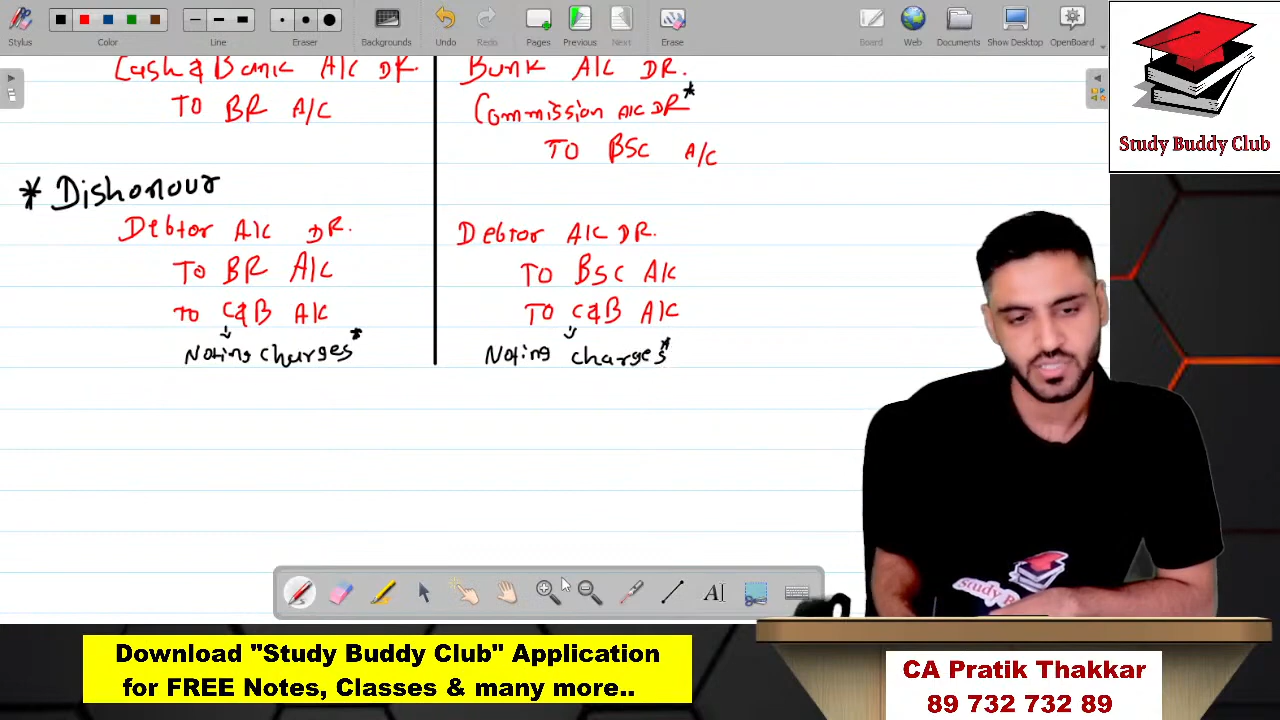 Stylus
Color
Line
Eraser
Backgrounds
Undo
Redo
Pages
Previous
Next
Erase
Board
Web
Documents
Show Desktop
OpenBoard
Study Buddy Club
Cash & Bank A/C DR.
TO BR A/C
Bank A/C DR.
Commission A/C DR*
TO BSC A/C
* Dishonour
Debtor A/C DR.
TO BR A/C
To C&B A/C
Noting charges*
Debtor A/C DR.
TO BSC A/C
TO C&B A/C
Noting charges*
Study Buddy
Download "Study Buddy Club" Application
for FREE Notes, Classes & many more..
CA Pratik Thakkar
89 732 732 89